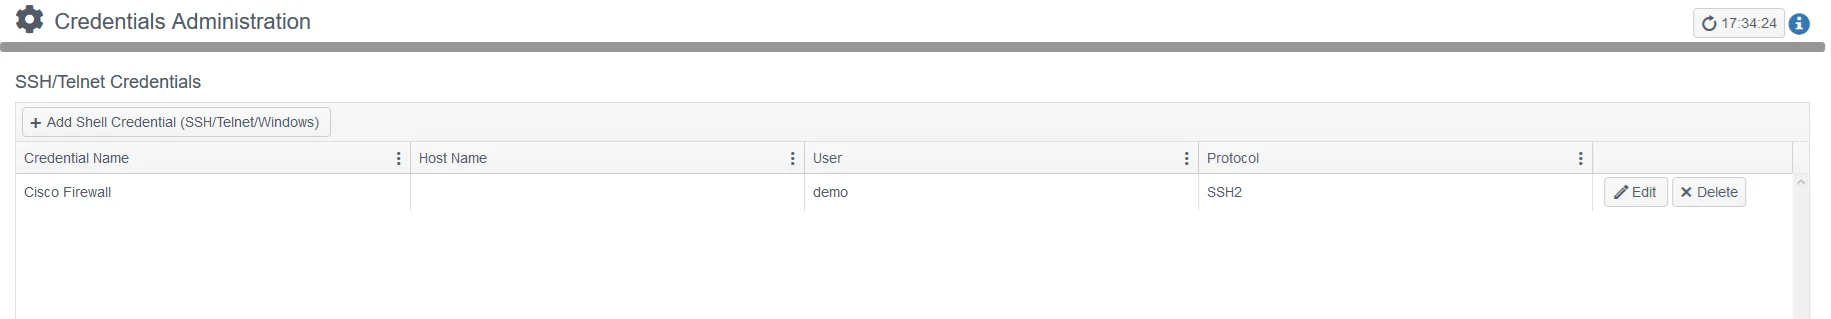 Credentials Administration
17:34:24
SSH/Telnet Credentials
+ Add Shell Credential (SSH/Telnet/Windows)
Credential Name Host Name User Protocol
Cisco Firewall demo SSH2 Edit Delete